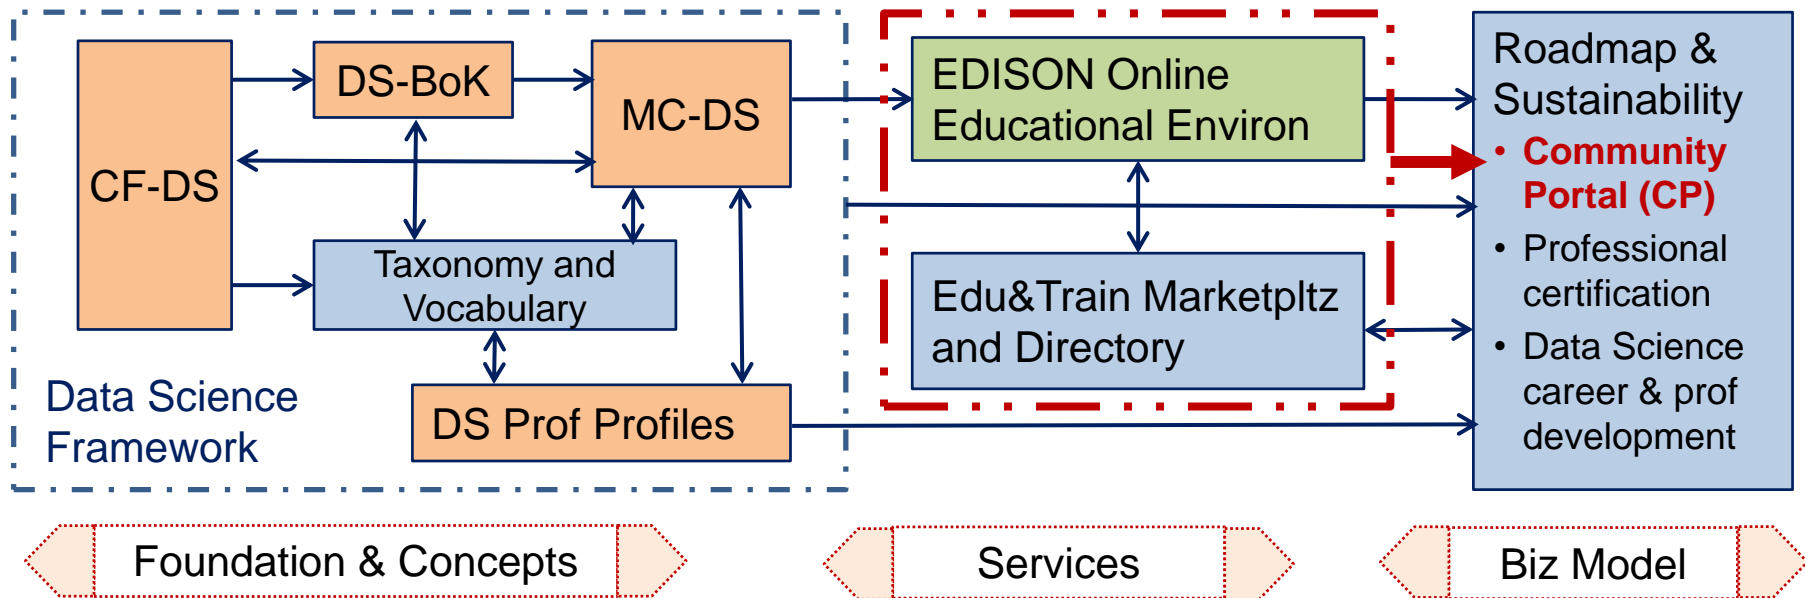 CF-DS
DS-BoK
MC-DS
Taxonomy and
Vocabulary
DS Prof Profiles
Data Science
Framework
EDISON Online
Educational Environ
Edu&Train Marketpltz
and Directory
Roadmap &
Sustainability
• Community
Portal (CP)
• Professional
certification
• Data Science
career & prof
development
Foundation & Concepts
Services
Biz Model